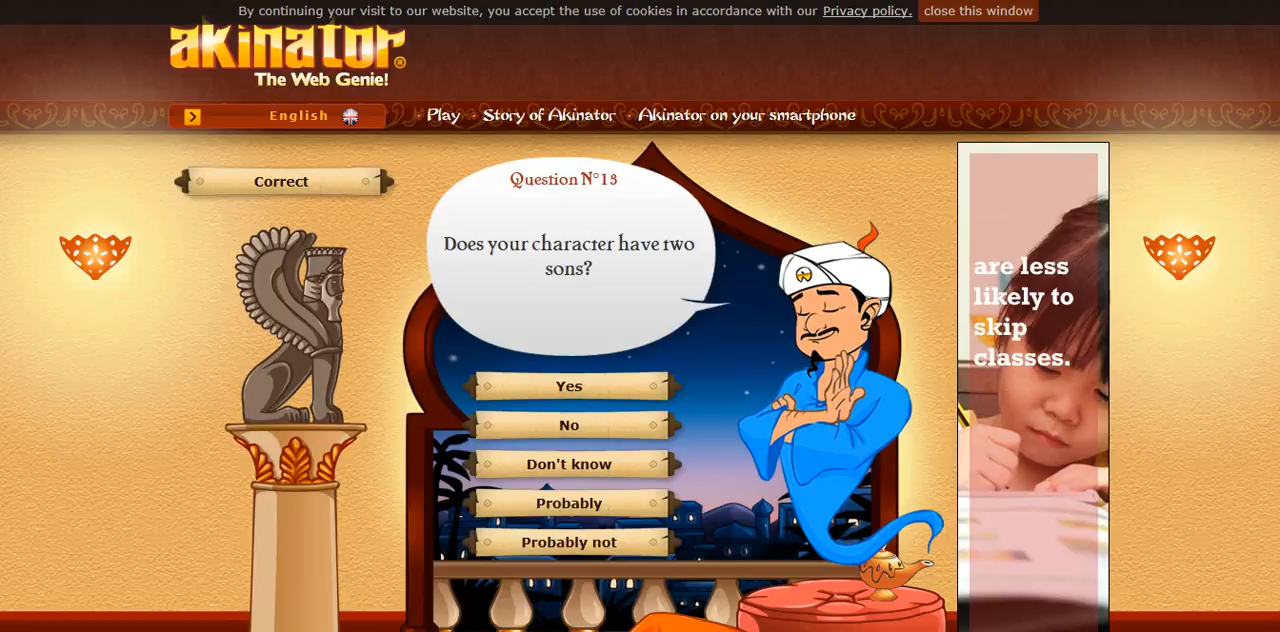 By continuing your visit to our website, you accept the use of cookies in accordance with our Privacy policy. close this window
akinator®
The Web Genie!
English
Play
Story of Akinator
Akinator on your smartphone
Correct
Question N°13
Does your character have two
sons?
Yes
No
Don't know
Probably
Probably not
are less
likely to
skip
classes.